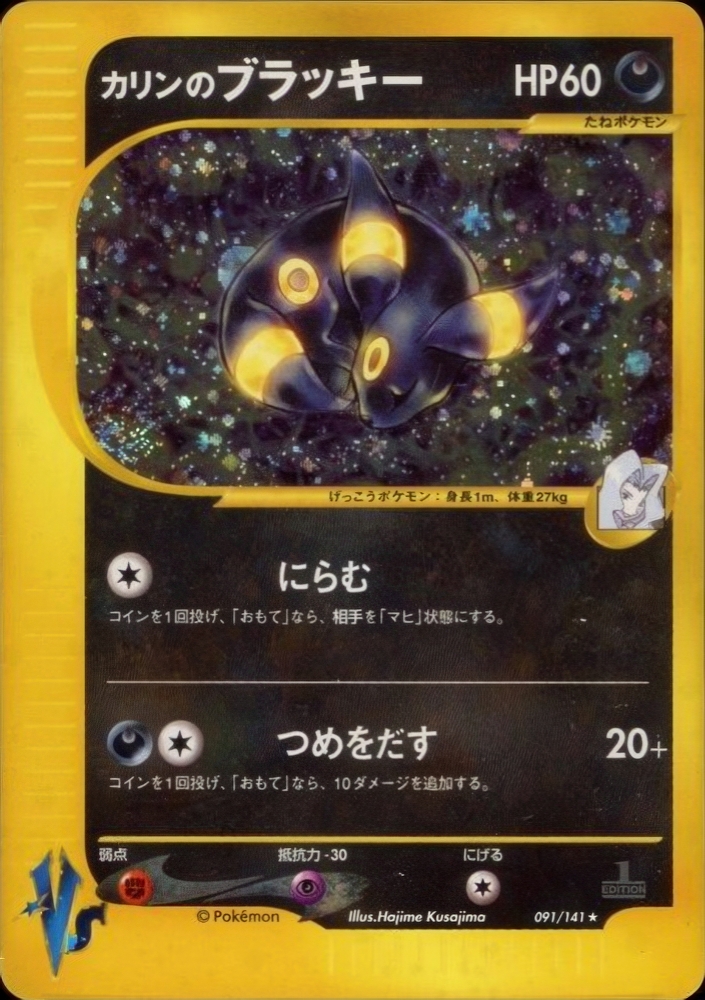 カリンのブラッキー HP60
たねポケモン
げっこうポケモン：身長1m、体重27kg
にらむ
コインを1回投げ、「おもて」なら、相手を「マヒ」状態にする。
つめをだす 20+
コインを1回投げ、「おもて」なら、10ダメージを追加する。
弱点 抵抗力-30 にげる
1
EDITION
Vs
©Pokémon Illus.Hajime Kusajima 091/141★